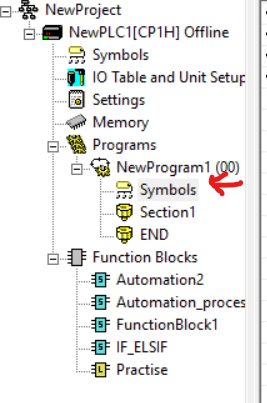 NewProject
NewPLC1[CP1H] Offline
Symbols
IO Table and Unit Setup
Settings
Memory
Programs
NewProgram1 (00)
Symbols
Section1
END
Function Blocks
Automation2
Automation_proces
FunctionBlock1
IF_ELSIF
Practise